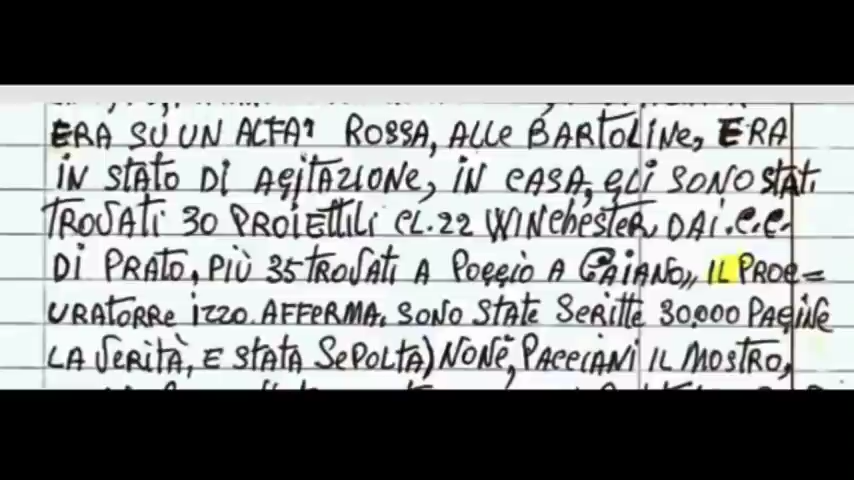 ERA SU UN ALFA' ROSSA, ALLE BARTOLINE, ERA
IN STATO DI AGITAZIONE, IN CASA, GLI SONO STATI
TROVATI 30 PROIETTILI CL.22 WINCHESTER, DAI.C.C.
DI PRATO, PIÙ 35 TROVATI A POGGIO A CAIANO,, IL PROC=
URATORRE IZZO. AFFERMA. SONO STATE SCRITTE 30,000 PAGINE
LA VERITÀ, E STATA SEPOLTA) NONÈ, PACCIANI IL MOSTRO,